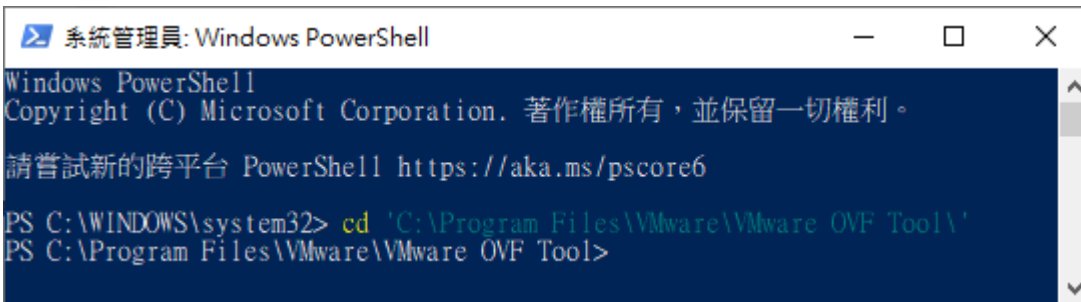 系統管理員: Windows PowerShell
Windows PowerShell
Copyright (C) Microsoft Corporation. 著作權所有，並保留一切權利。
請嘗試新的跨平台 PowerShell https://aka.ms/pscore6
PS C:\WINDOWS\system32> cd 'C:\Program Files\VMware\VMware OVF Tool\'
PS C:\Program Files\VMware\VMware OVF Tool>